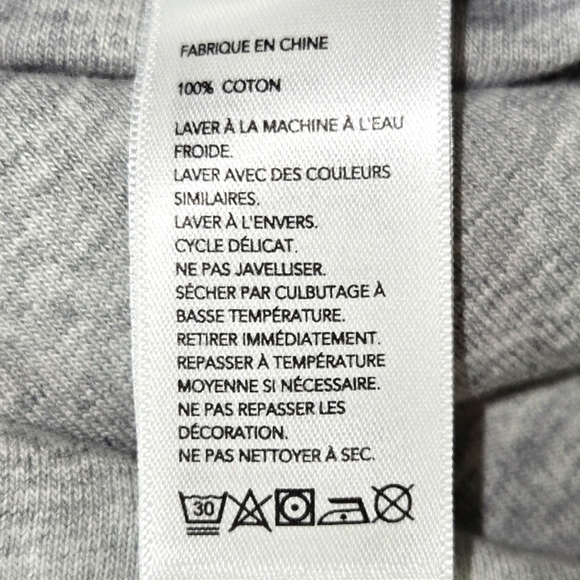 FABRIQUE EN CHINE
100% COTON
LAVER À LA MACHINE À L'EAU
FROIDE.
LAVER AVEC DES COULEURS
SIMILAIRES.
LAVER À L'ENVERS.
CYCLE DÉLICAT.
NE PAS JAVELLISER.
SÉCHER PAR CULBUTAGE À
BASSE TEMPÉRATURE.
RETIRER IMMÉDIATEMENT.
REPASSER À TEMPÉRATURE
MOYENNE SI NÉCESSAIRE.
NE PAS REPASSER LES
DÉCORATION.
NE PAS NETTOYER À SEC.
30